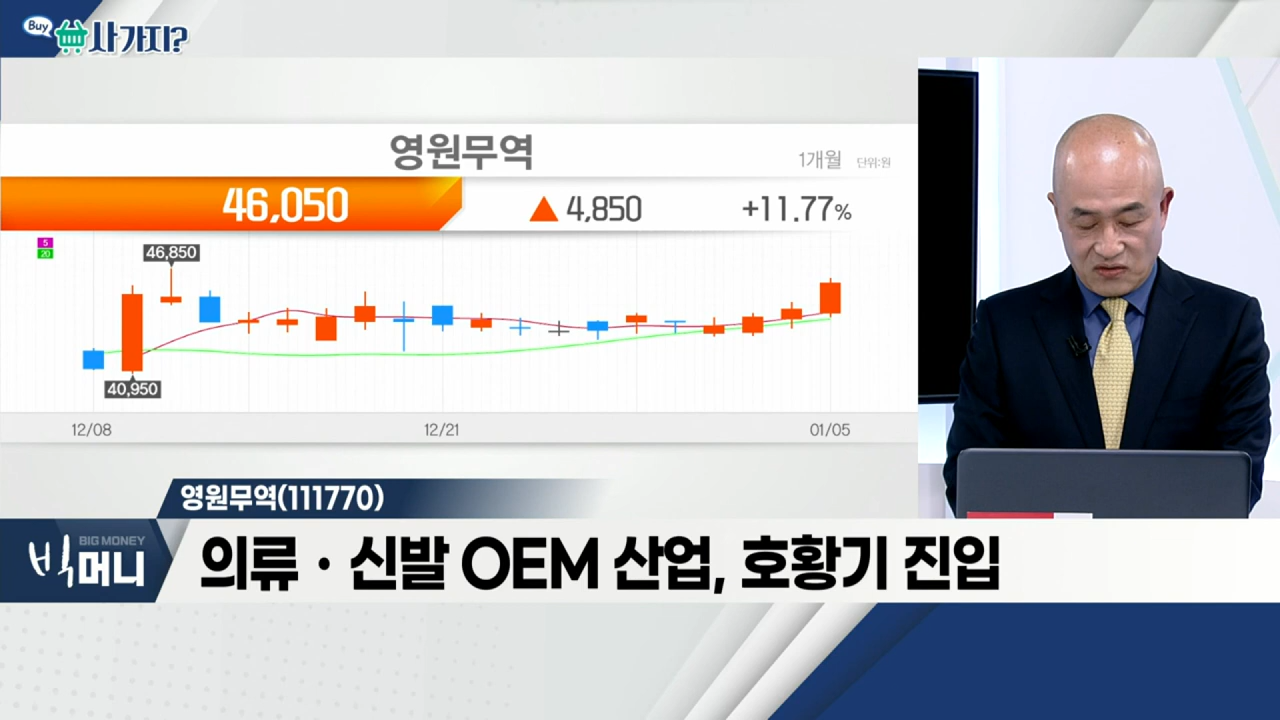 Buy
사가지?
영원무역
1개월 단위:원
46,050 ▲ 4,850 +11.77%
5
20
46,850
40,950
12/08 12/21 01/05
영원무역(111770)
BIG MONEY
빅머니
의류·신발 OEM 산업, 호황기 진입